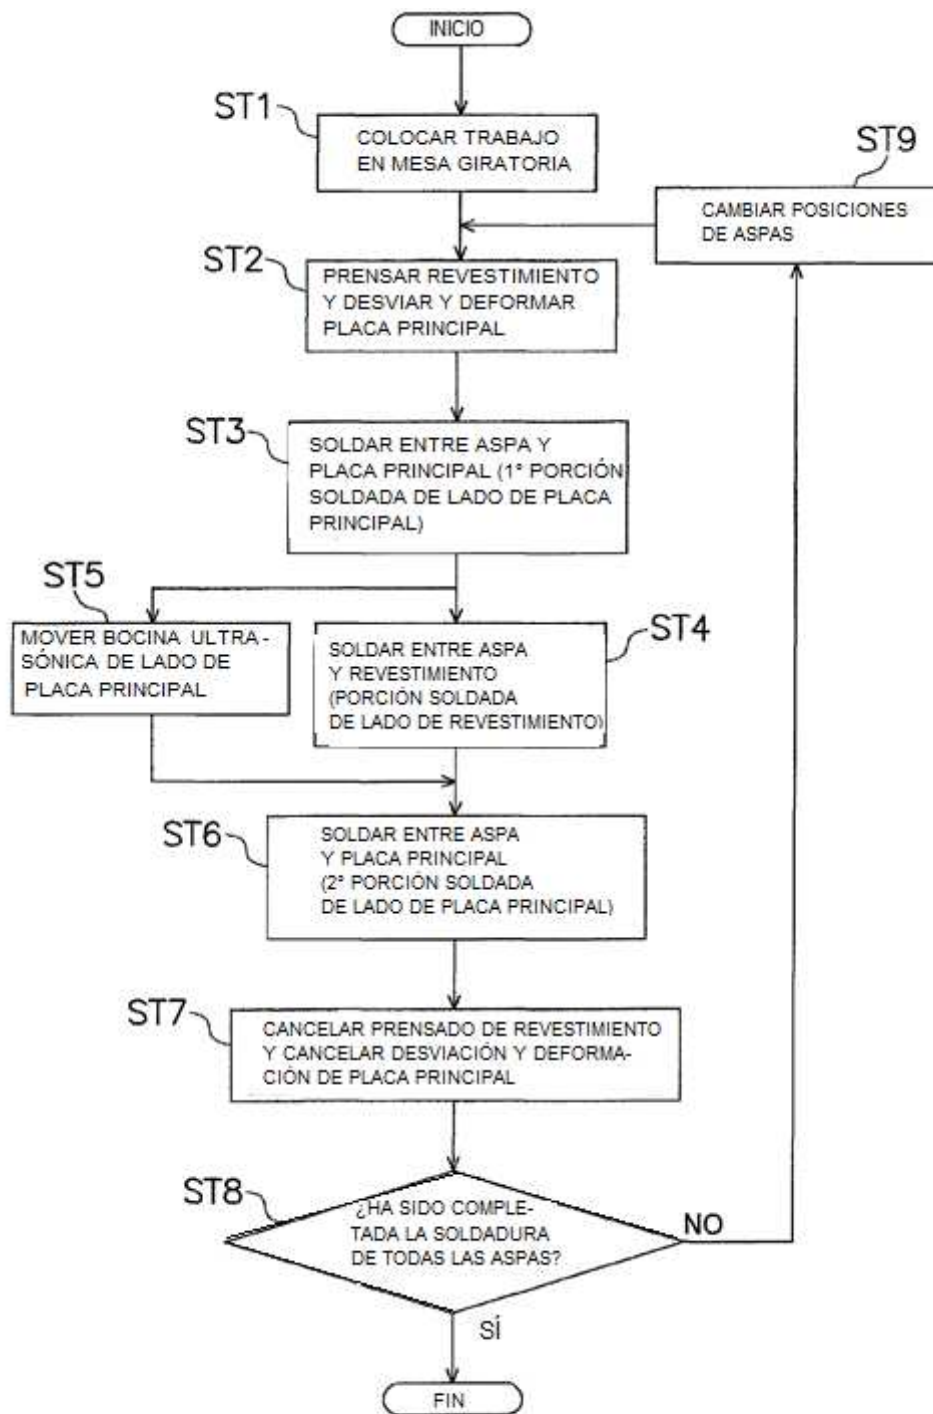 INICIO
ST1
COLOCAR TRABAJO
EN MESA GIRATORIA
ST9
CAMBIAR POSICIONES
DE ASPAS
ST2
PRENSAR REVESTIMIENTO
Y DESVIAR Y DEFORMAR
PLACA PRINCIPAL
ST3
SOLDAR ENTRE ASPA Y
PLACA PRINCIPAL (1° PORCIÓN
SOLDADA DE LADO DE PLACA
PRINCIPAL)
ST5
MOVER BOCINA ULTRA-
SÓNICA DE LADO DE
PLACA PRINCIPAL
ST4
SOLDAR ENTRE ASPA
Y REVESTIMIENTO
(PORCIÓN SOLDADA
DE LADO DE REVESTIMIENTO)
ST6
SOLDAR ENTRE ASPA
Y PLACA PRINCIPAL
(2° PORCIÓN SOLDADA
DE LADO DE PLACA PRINCIPAL)
ST7
CANCELAR PRENSADO DE REVESTIMIENTO
Y CANCELAR DESVIACIÓN Y DEFORMA-
CIÓN DE PLACA PRINCIPAL
ST8
¿HA SIDO COMPLE-
TADA LA SOLDADURA
DE TODAS LAS ASPAS?
NO
SÍ
FIN